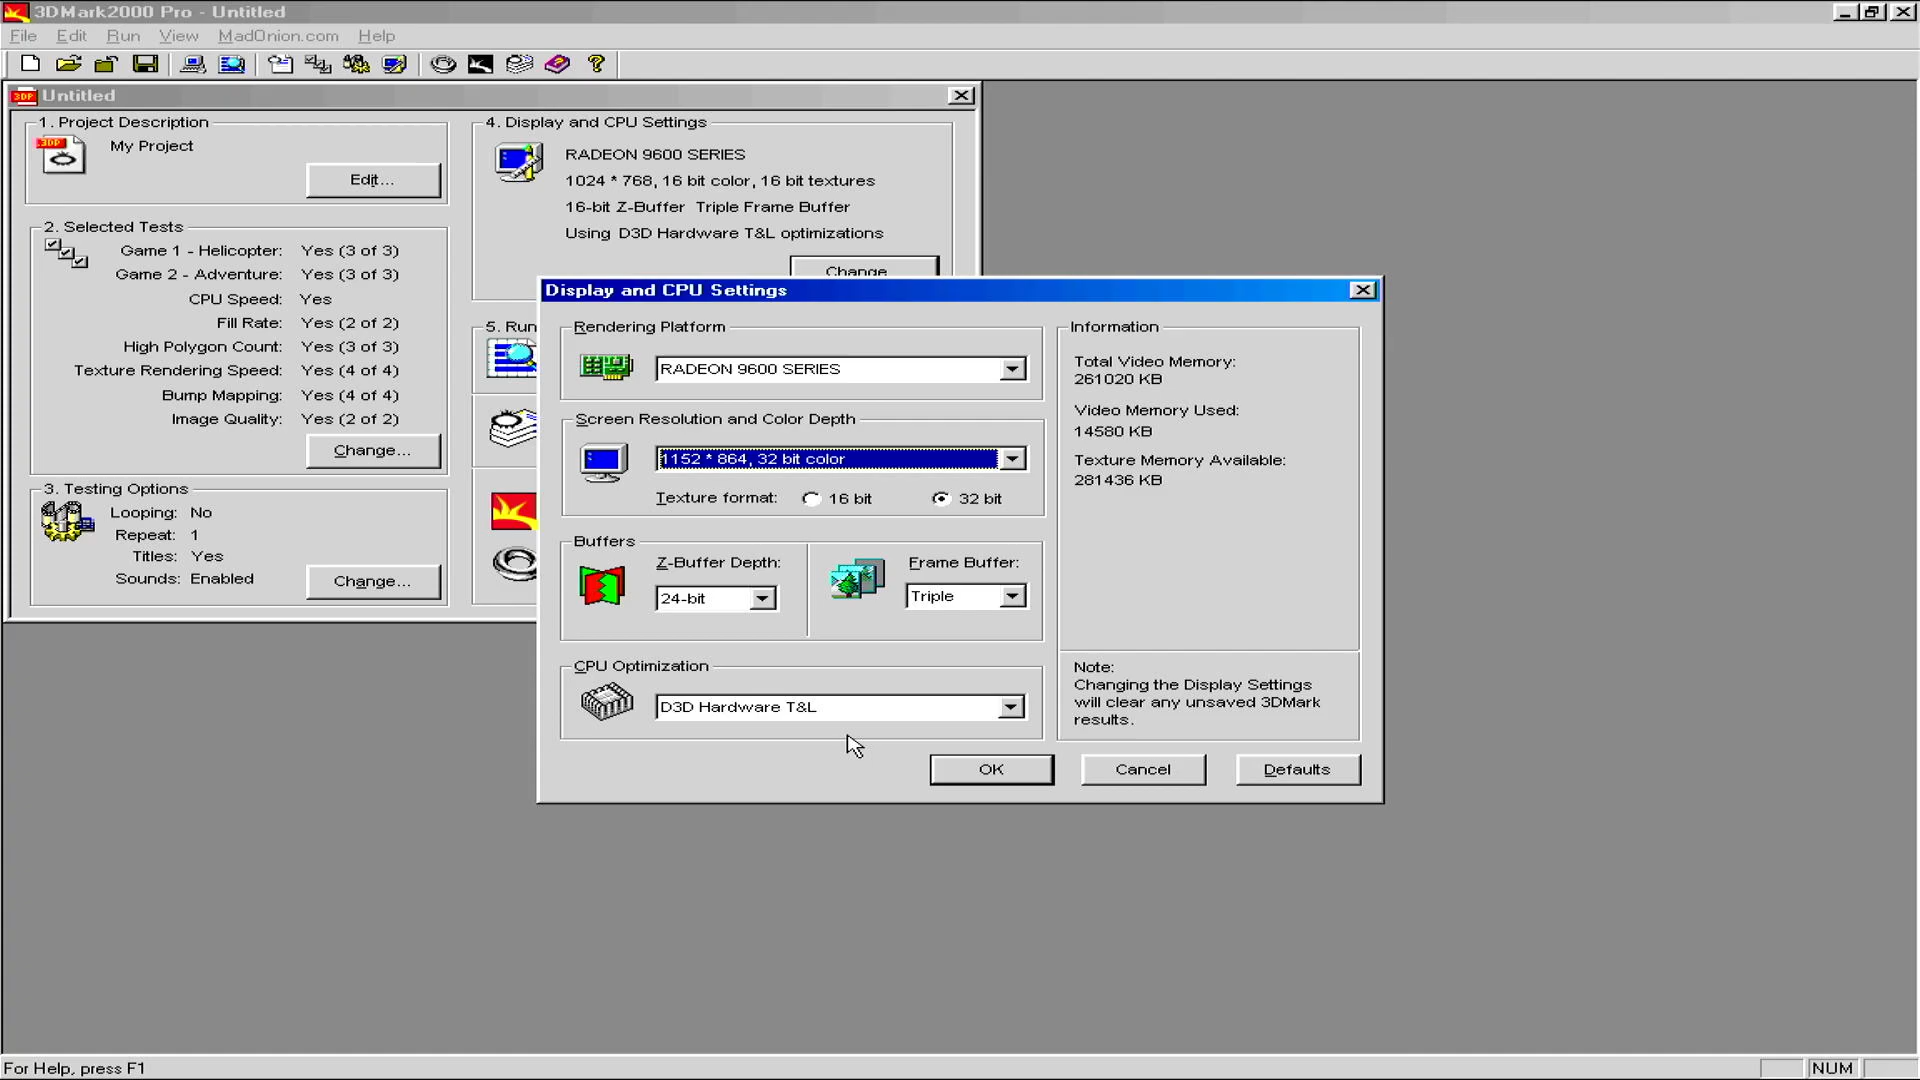 3DMark2000 Pro - Untitled
File Edit Run View MadOnion.com Help
3DP Untitled
1. Project Description
3DP
My Project
Edit...
2. Selected Tests
Game 1 - Helicopter: Yes (3 of 3)
Game 2 - Adventure: Yes (3 of 3)
CPU Speed: Yes
Fill Rate: Yes (2 of 2)
High Polygon Count: Yes (3 of 3)
Texture Rendering Speed: Yes (4 of 4)
Bump Mapping: Yes (4 of 4)
Image Quality: Yes (2 of 2)
Change...
3. Testing Options
Looping: No
Repeat: 1
Titles: Yes
Sounds: Enabled
Change...
4. Display and CPU Settings
RADEON 9600 SERIES
1024 * 768, 16 bit color, 16 bit textures
16-bit Z-Buffer Triple Frame Buffer
Using D3D Hardware T&L optimizations
Change
5. Run
Display and CPU Settings
Rendering Platform
RADEON 9600 SERIES
Screen Resolution and Color Depth
1152 * 864, 32 bit color
Texture format: 16 bit 32 bit
Buffers
Z-Buffer Depth:
24-bit
Frame Buffer:
Triple
CPU Optimization
D3D Hardware T&L
Information
Total Video Memory:
261020 KB
Video Memory Used:
14580 KB
Texture Memory Available:
281436 KB
Note:
Changing the Display Settings
will clear any unsaved 3DMark
results.
OK Cancel Defaults
For Help, press F1
NUM